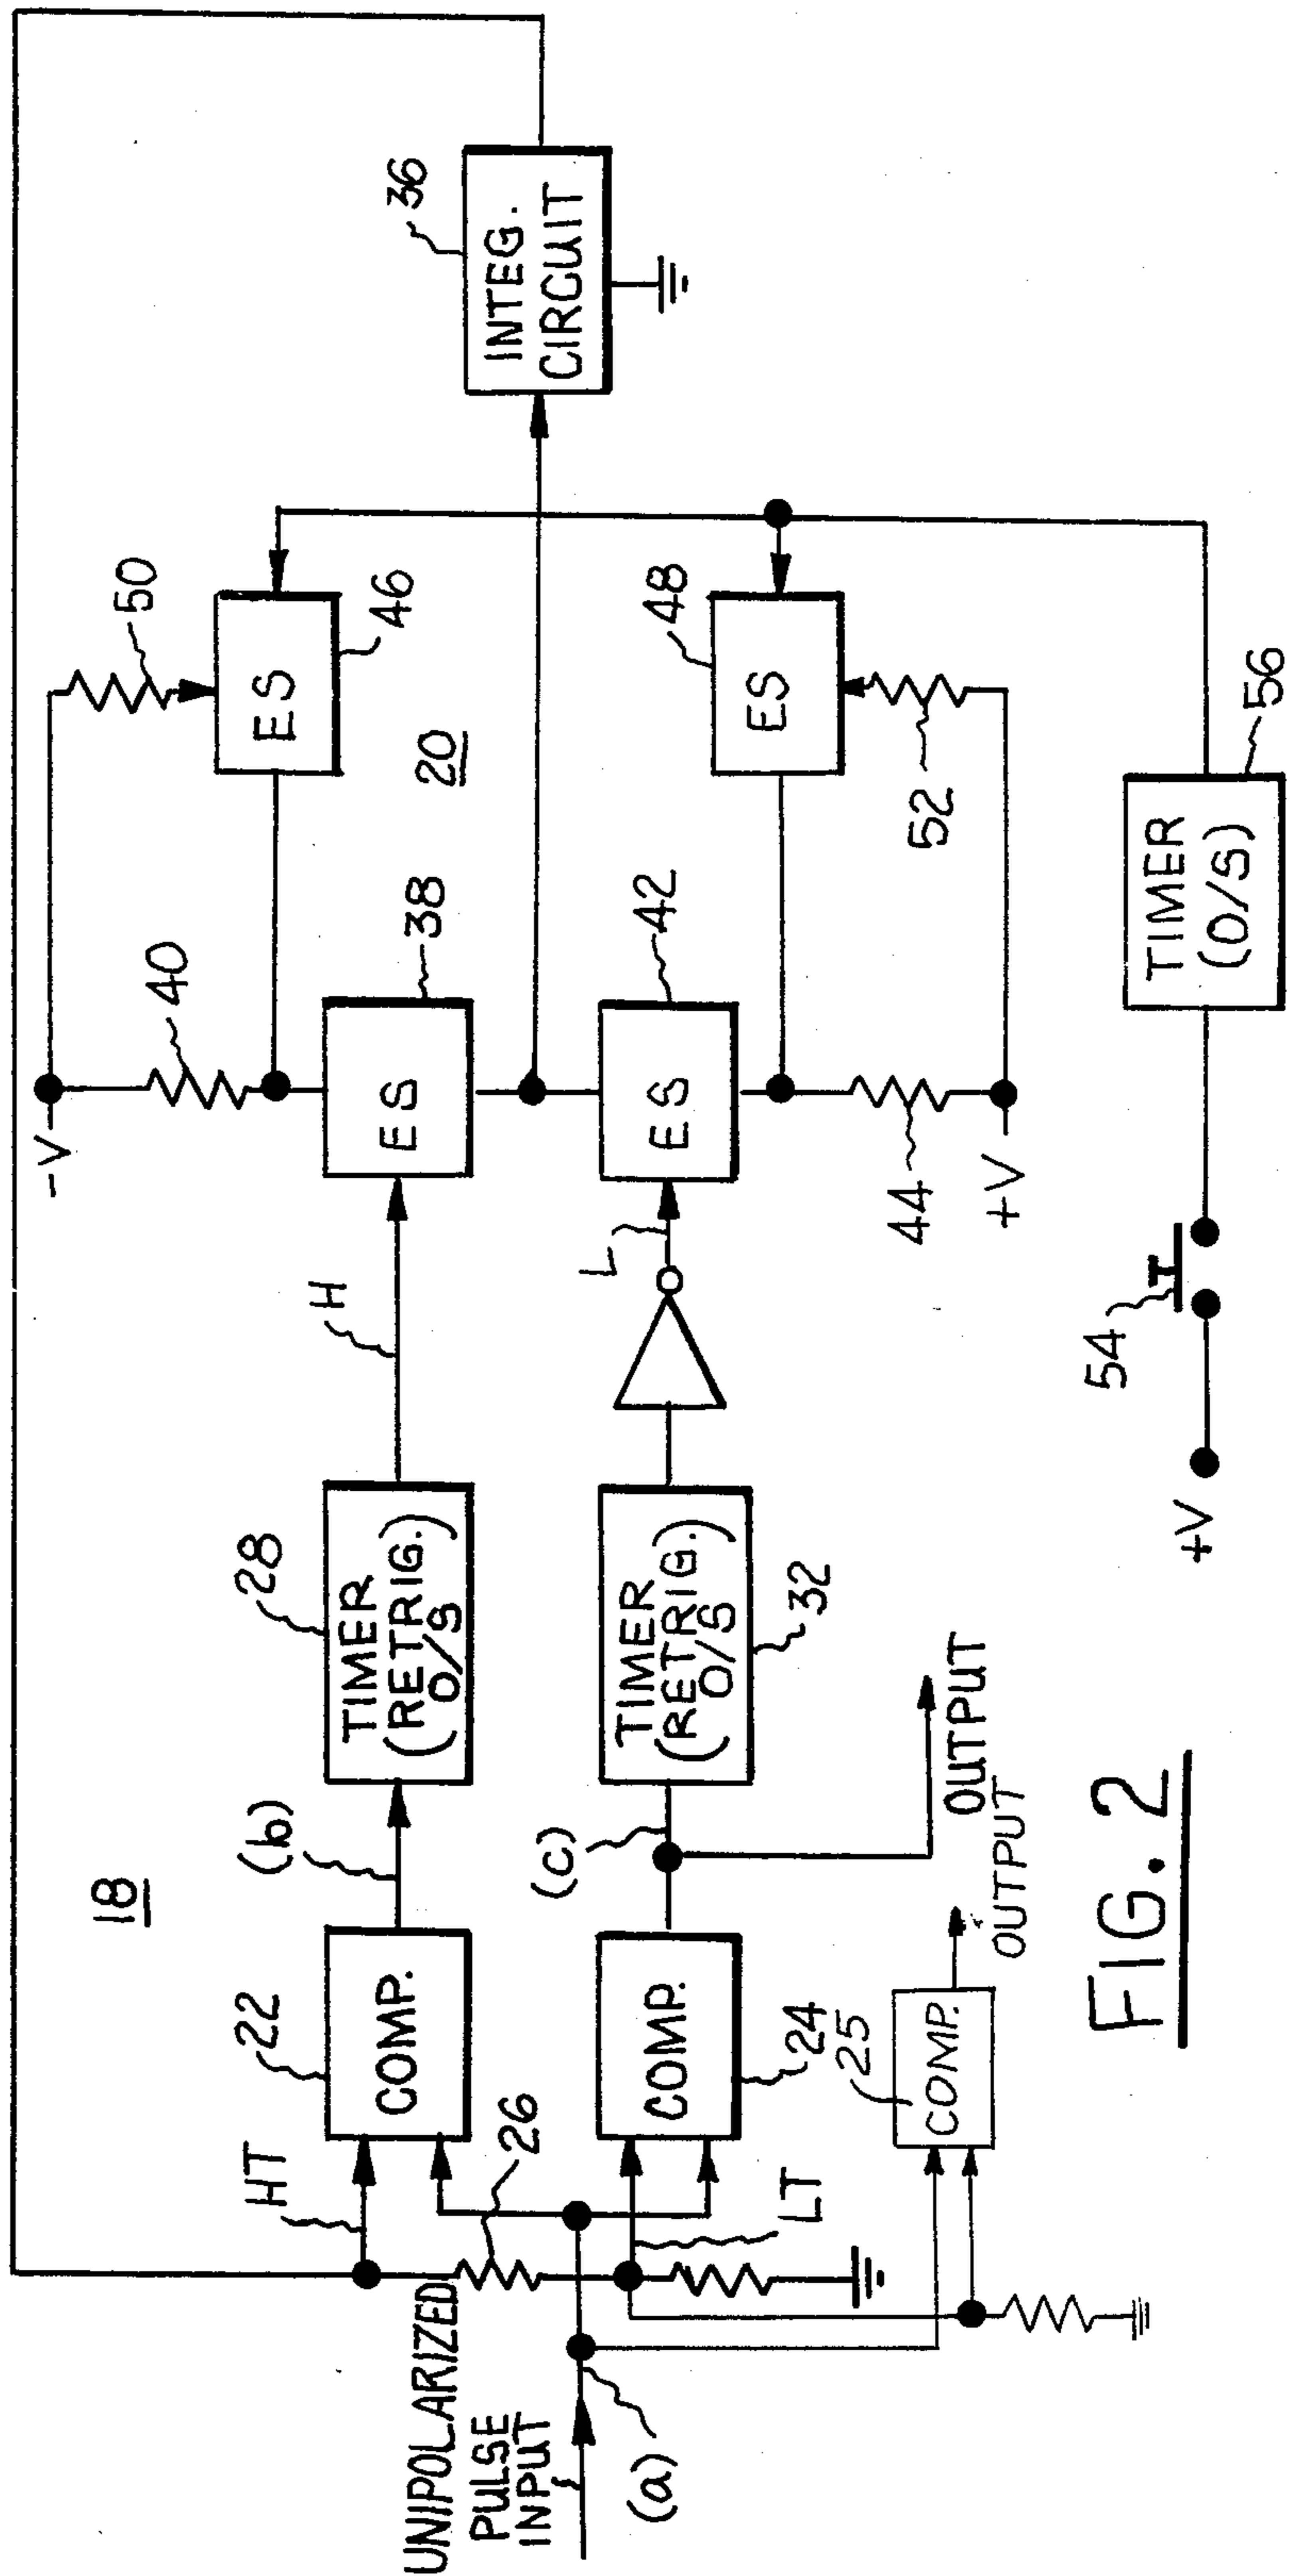 18
20
UNIPOLARIZED
PULSE
INPUT
(a)
HT
26
LT
22
COMP.
24
COMP.
25
COMP.
OUTPUT
OUTPUT
(b)
(c)
28
TIMER
(RETRIG.)
O/S
32
TIMER
(RETRIG.)
O/S
H
L
-V
40
50
38
ES
46
ES
42
ES
48
ES
44
52
+V
36
INTEG.
CIRCUIT
+V
54
56
TIMER
(O/S)
FIG. 2